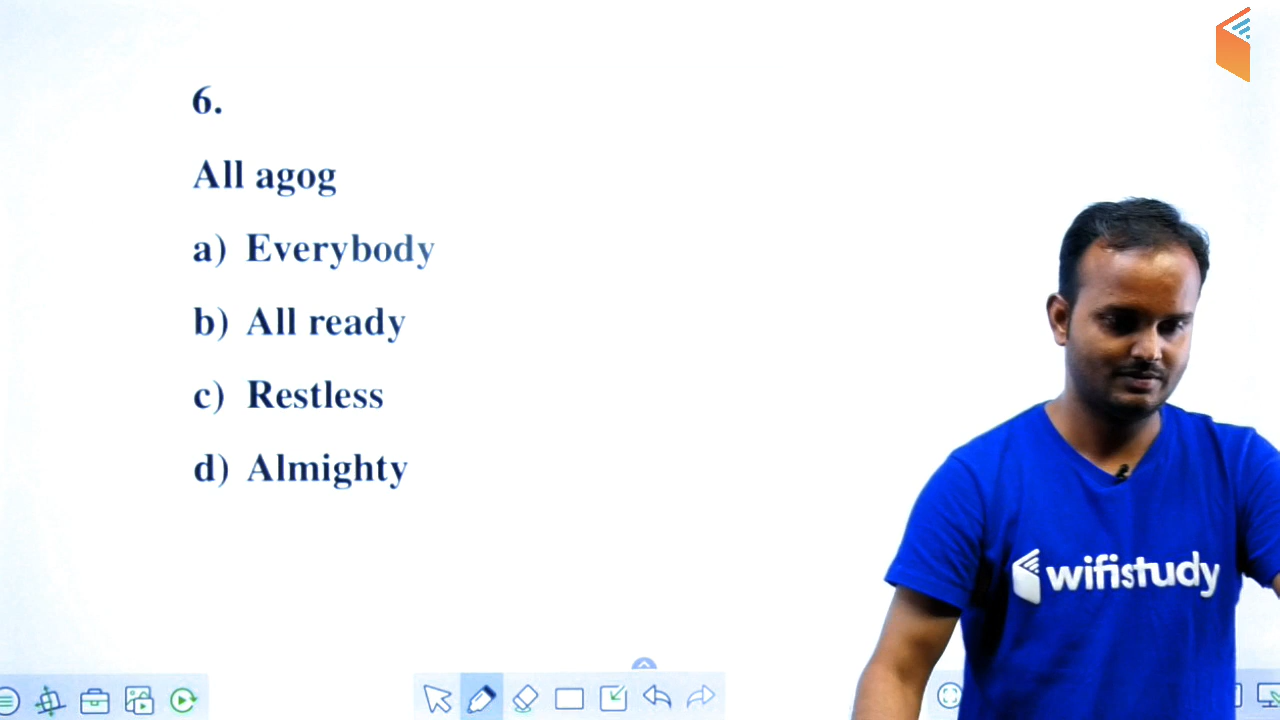 6.
All agog
a) Everybody
b) All ready
c) Restless
d) Almighty
wifistudy